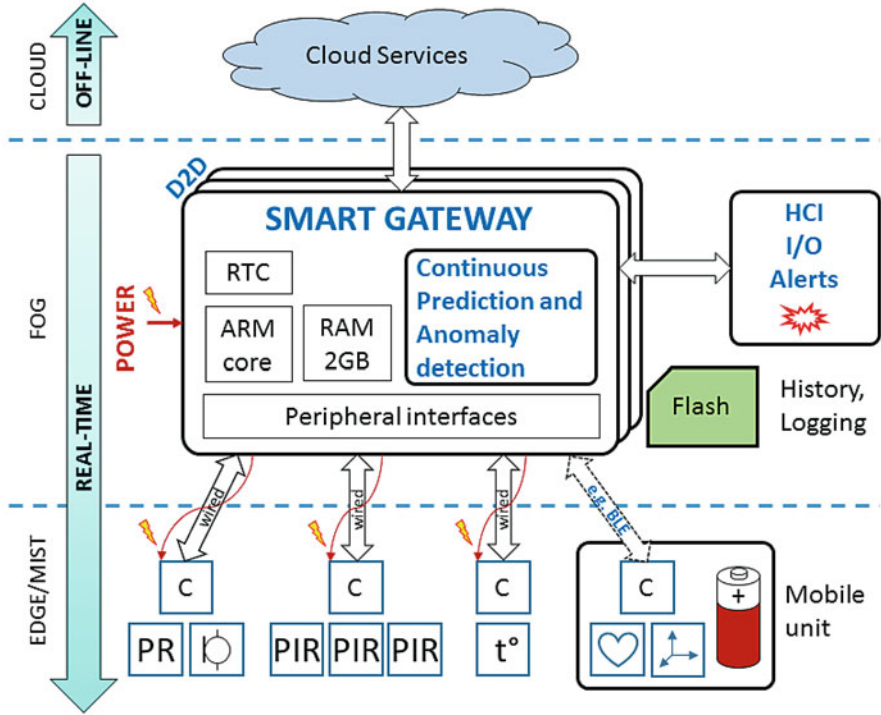 CLOUD
OFF-LINE
Cloud Services
FOG
REAL-TIME
D2D
SMART GATEWAY
RTC
ARM
core
RAM
2GB
Continuous
Prediction and
Anomaly
detection
Peripheral interfaces
POWER
HCI
I/O
Alerts
Flash
History,
Logging
EDGE/MIST
wired
wired
wired
e.g. BLE
C
C
C
C
PR
PIR
PIR
PIR
t°
+
Mobile
unit